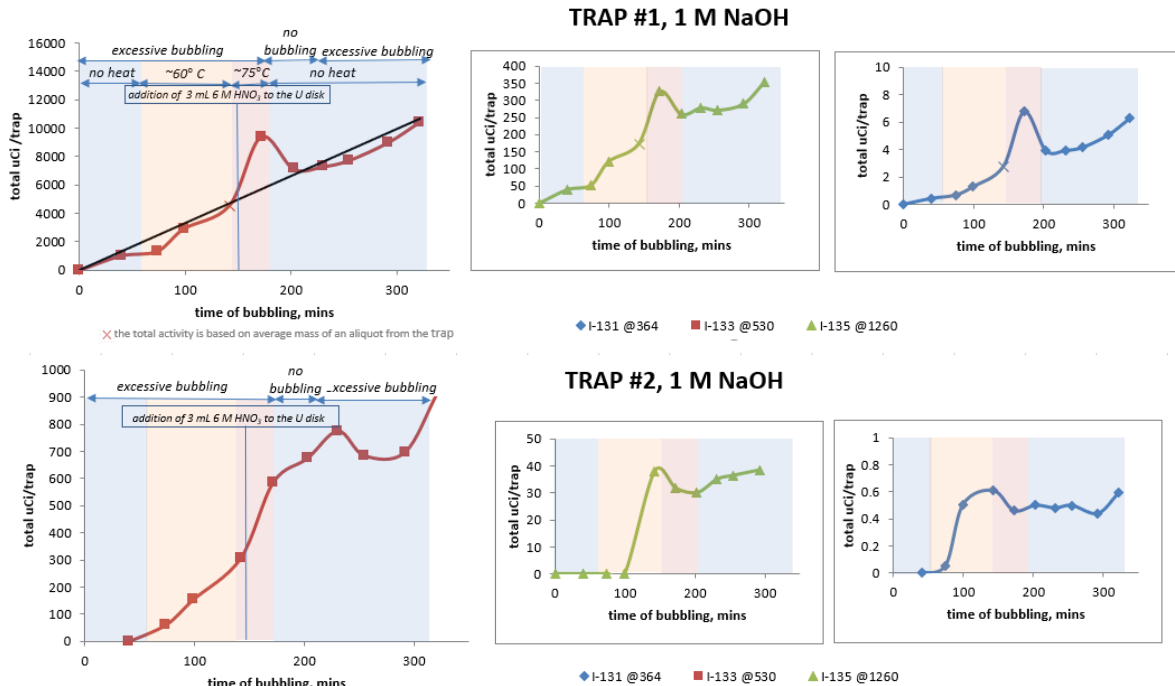 TRAP #1, 1 M NaOH
no
excessive bubbling
bubbling
excessive bubbling
no heat
~60° C
~75°C
no heat
addition of 3 mL 6 M HNO3 to the U disk
total uCi /trap
16000
14000
12000
10000
8000
6000
4000
2000
0
0
100
200
300
time of bubbling, mins
× the total activity is based on average mass of an aliquot from the trap
total uCi/trap
400
350
300
250
200
150
100
50
0
0
100
200
300
time of bubbling, mins
total uCi/trap
10
8
6
4
2
0
0
100
200
300
time of bubbling, mins
I-131 @364
I-133 @530
I-135 @1260
TRAP #2, 1 M NaOH
no
excessive bubbling
bubbling
xcessive bubbling
addition of 3 mL 6 M HNO3 to the U disk
total uCi/trap
1000
900
800
700
600
500
400
300
200
100
0
0
100
200
300
time of bubbling, mins
total uCi/trap
50
40
30
20
10
0
0
100
200
300
time of bubbling, mins
total uCi/trap
1
0.8
0.6
0.4
0.2
0
0
100
200
300
time of bubbling, mins
I-131 @364
I-133 @530
I-135 @1260